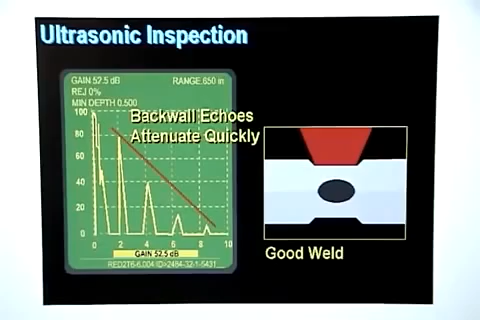 Ultrasonic Inspection
GAIN 52.5 dB RANGE.650 in
REJ 0%
MIN DEPTH 0.500
Backwall Echoes
Attenuate Quickly
100
80
60
40
20
0
0 2 4 6 8 10
GAIN 52.5 dB
Good Weld